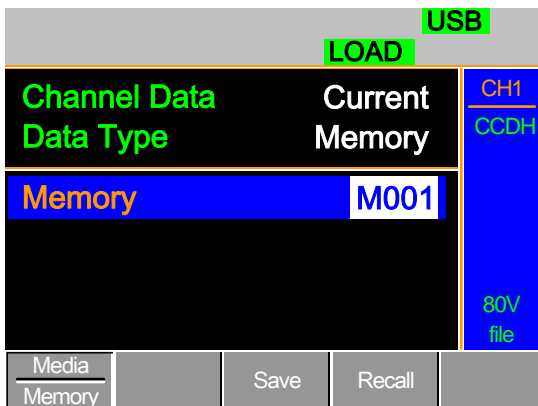 USB
LOAD
Channel Data Current
Data Type Memory
Memory M001
CH1
CCDH
80V
file
Media
Memory
Save
Recall